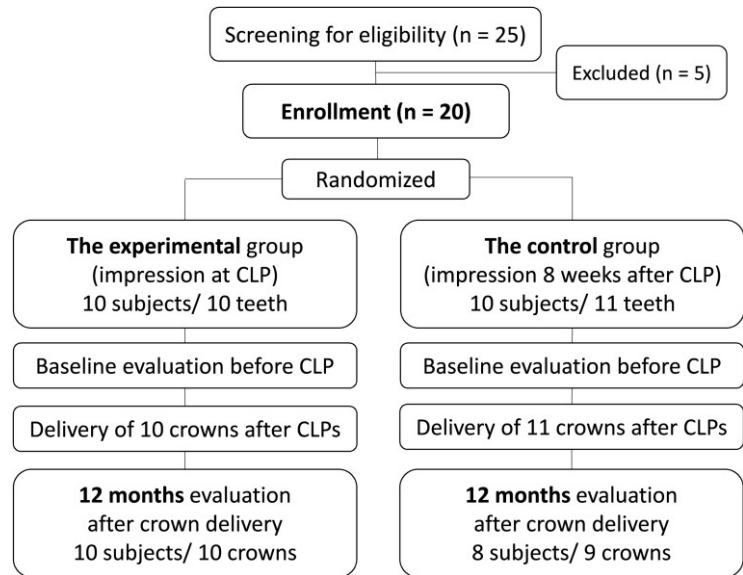 Screening for eligibility (n = 25)
Excluded (n = 5)
Enrollment (n = 20)
Randomized
The experimental group
(impression at CLP)
10 subjects/ 10 teeth
The control group
(impression 8 weeks after CLP)
10 subjects/ 11 teeth
Baseline evaluation before CLP
Baseline evaluation before CLP
Delivery of 10 crowns after CLPs
Delivery of 11 crowns after CLPs
12 months evaluation
after crown delivery
10 subjects/ 10 crowns
12 months evaluation
after crown delivery
8 subjects/ 9 crowns